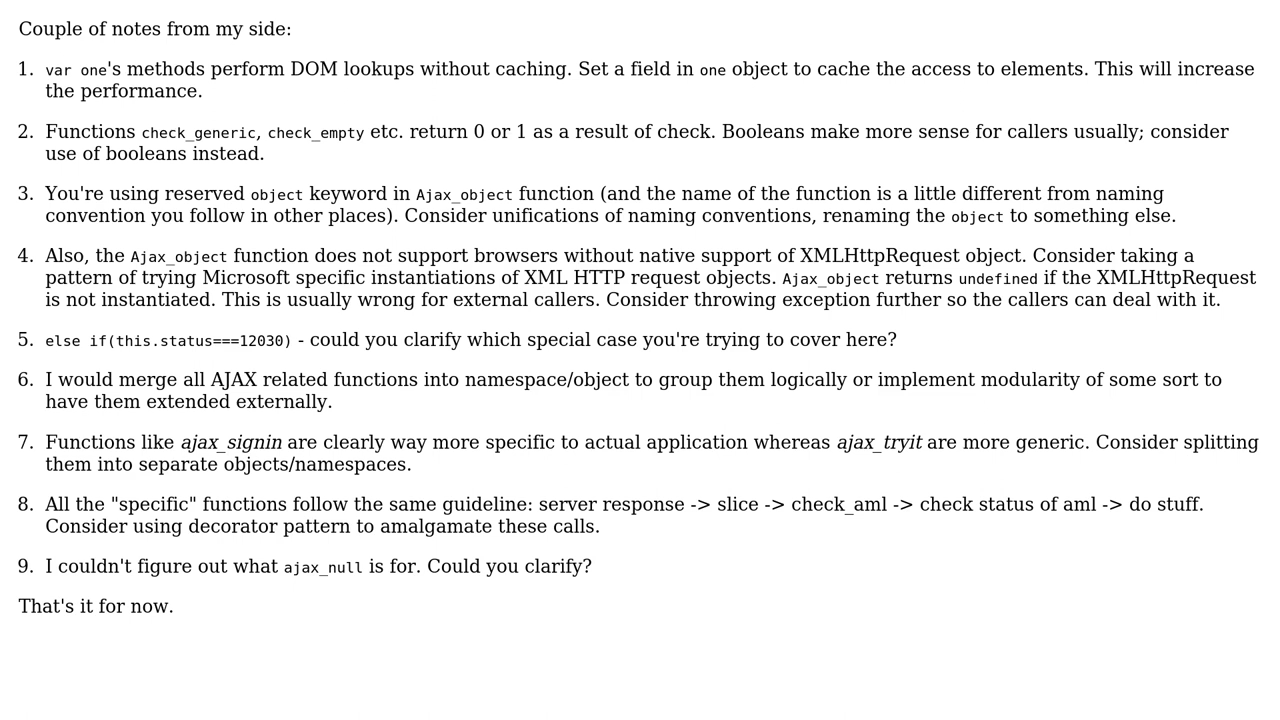 Couple of notes from my side:
1. var one's methods perform DOM lookups without caching. Set a field in one object to cache the access to elements. This will increase
the performance.
2. Functions check_generic, check_empty etc. return 0 or 1 as a result of check. Booleans make more sense for callers usually; consider
use of booleans instead.
3. You're using reserved object keyword in Ajax_object function (and the name of the function is a little different from naming
convention you follow in other places). Consider unifications of naming conventions, renaming the object to something else.
4. Also, the Ajax_object function does not support browsers without native support of XMLHttpRequest object. Consider taking a
pattern of trying Microsoft specific instantiations of XML HTTP request objects. Ajax_object returns undefined if the XMLHttpRequest
is not instantiated. This is usually wrong for external callers. Consider throwing exception further so the callers can deal with it.
5. else if(this.status===12030) - could you clarify which special case you're trying to cover here?
6. I would merge all AJAX related functions into namespace/object to group them logically or implement modularity of some sort to
have them extended externally.
7. Functions like ajax_signin are clearly way more specific to actual application whereas ajax_tryit are more generic. Consider splitting
them into separate objects/namespaces.
8. All the "specific" functions follow the same guideline: server response -> slice -> check_aml -> check status of aml -> do stuff.
Consider using decorator pattern to amalgamate these calls.
9. I couldn't figure out what ajax_null is for. Could you clarify?
That's it for now.